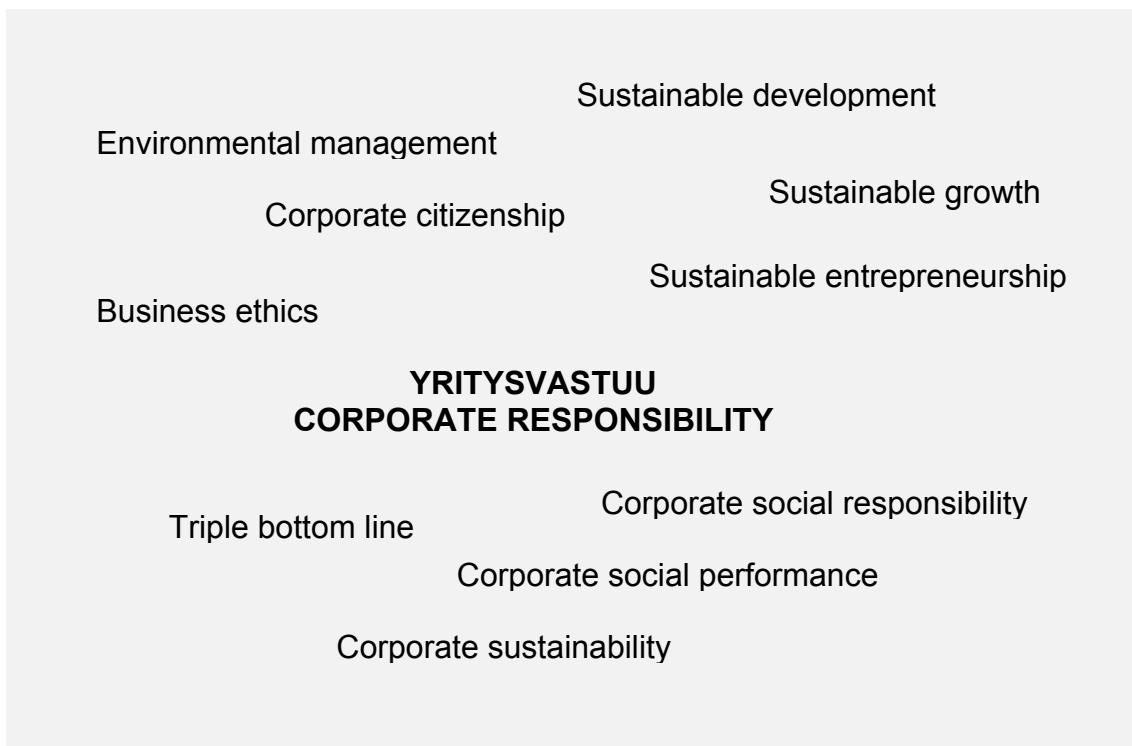 Sustainable development
Environmental management
Sustainable growth
Corporate citizenship
Sustainable entrepreneurship
Business ethics
YRITYSVASTUU
CORPORATE RESPONSIBILITY
Corporate social responsibility
Triple bottom line
Corporate social performance
Corporate sustainability